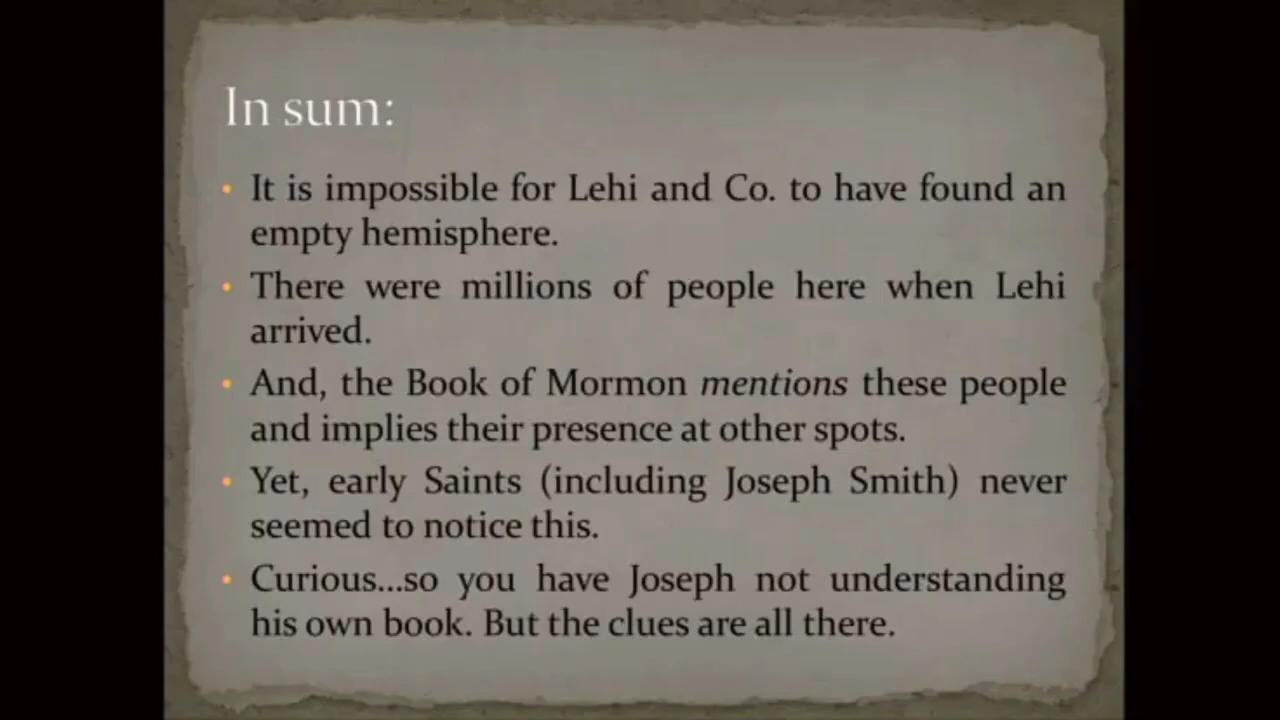 In sum:
• It is impossible for Lehi and Co. to have found an
empty hemisphere.
• There were millions of people here when Lehi
arrived.
• And, the Book of Mormon mentions these people
and implies their presence at other spots.
• Yet, early Saints (including Joseph Smith) never
seemed to notice this.
• Curious...so you have Joseph not understanding
his own book. But the clues are all there.